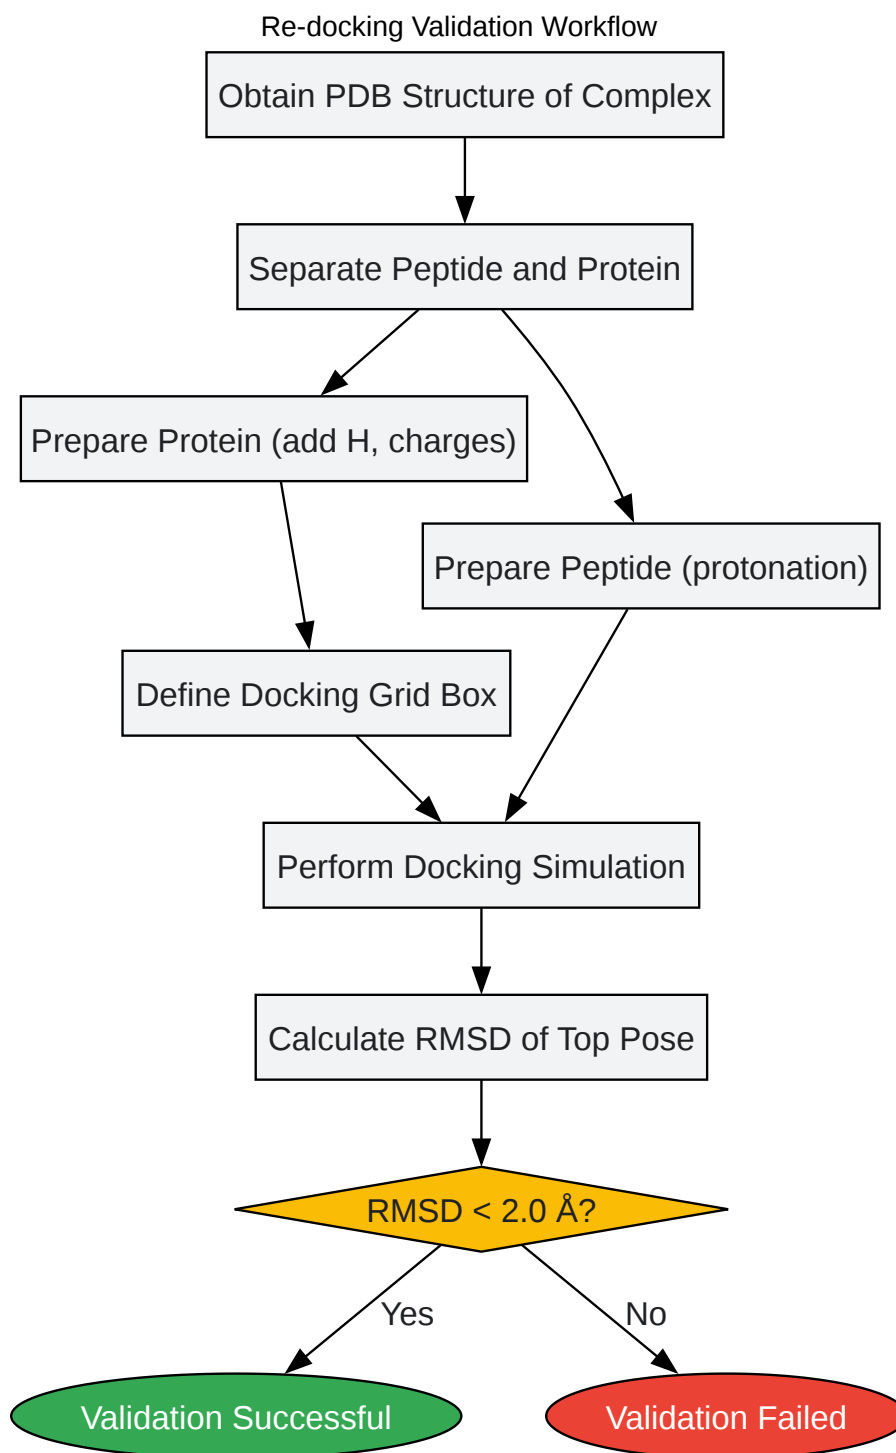 Re-docking Validation Workflow
Obtain PDB Structure of Complex
Separate Peptide and Protein
Prepare Protein (add H, charges)
Prepare Peptide (protonation)
Define Docking Grid Box
Perform Docking Simulation
Calculate RMSD of Top Pose
RMSD < 2.0 Å?
Yes
No
Validation Successful
Validation Failed